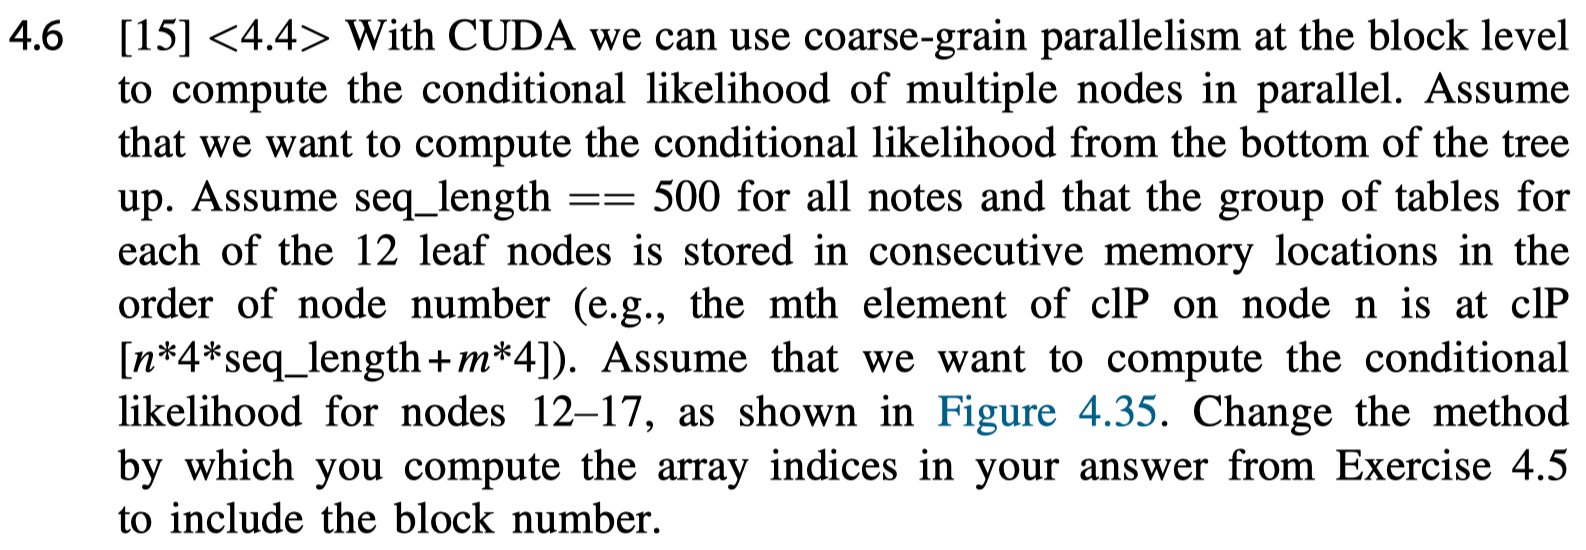 4.6 [15] <4.4> With CUDA we can use coarse-grain parallelism at the block level
to compute the conditional likelihood of multiple nodes in parallel. Assume
that we want to compute the conditional likelihood from the bottom of the tree
up. Assume seq_length == 500 for all notes and that the group of tables for
each of the 12 leaf nodes is stored in consecutive memory locations in the
order of node number (e.g., the mth element of clP on node n is at clP
[n*4*seq_length+m*4]). Assume that we want to compute the conditional
likelihood for nodes 12–17, as shown in Figure 4.35. Change the method
by which you compute the array indices in your answer from Exercise 4.5
to include the block number.